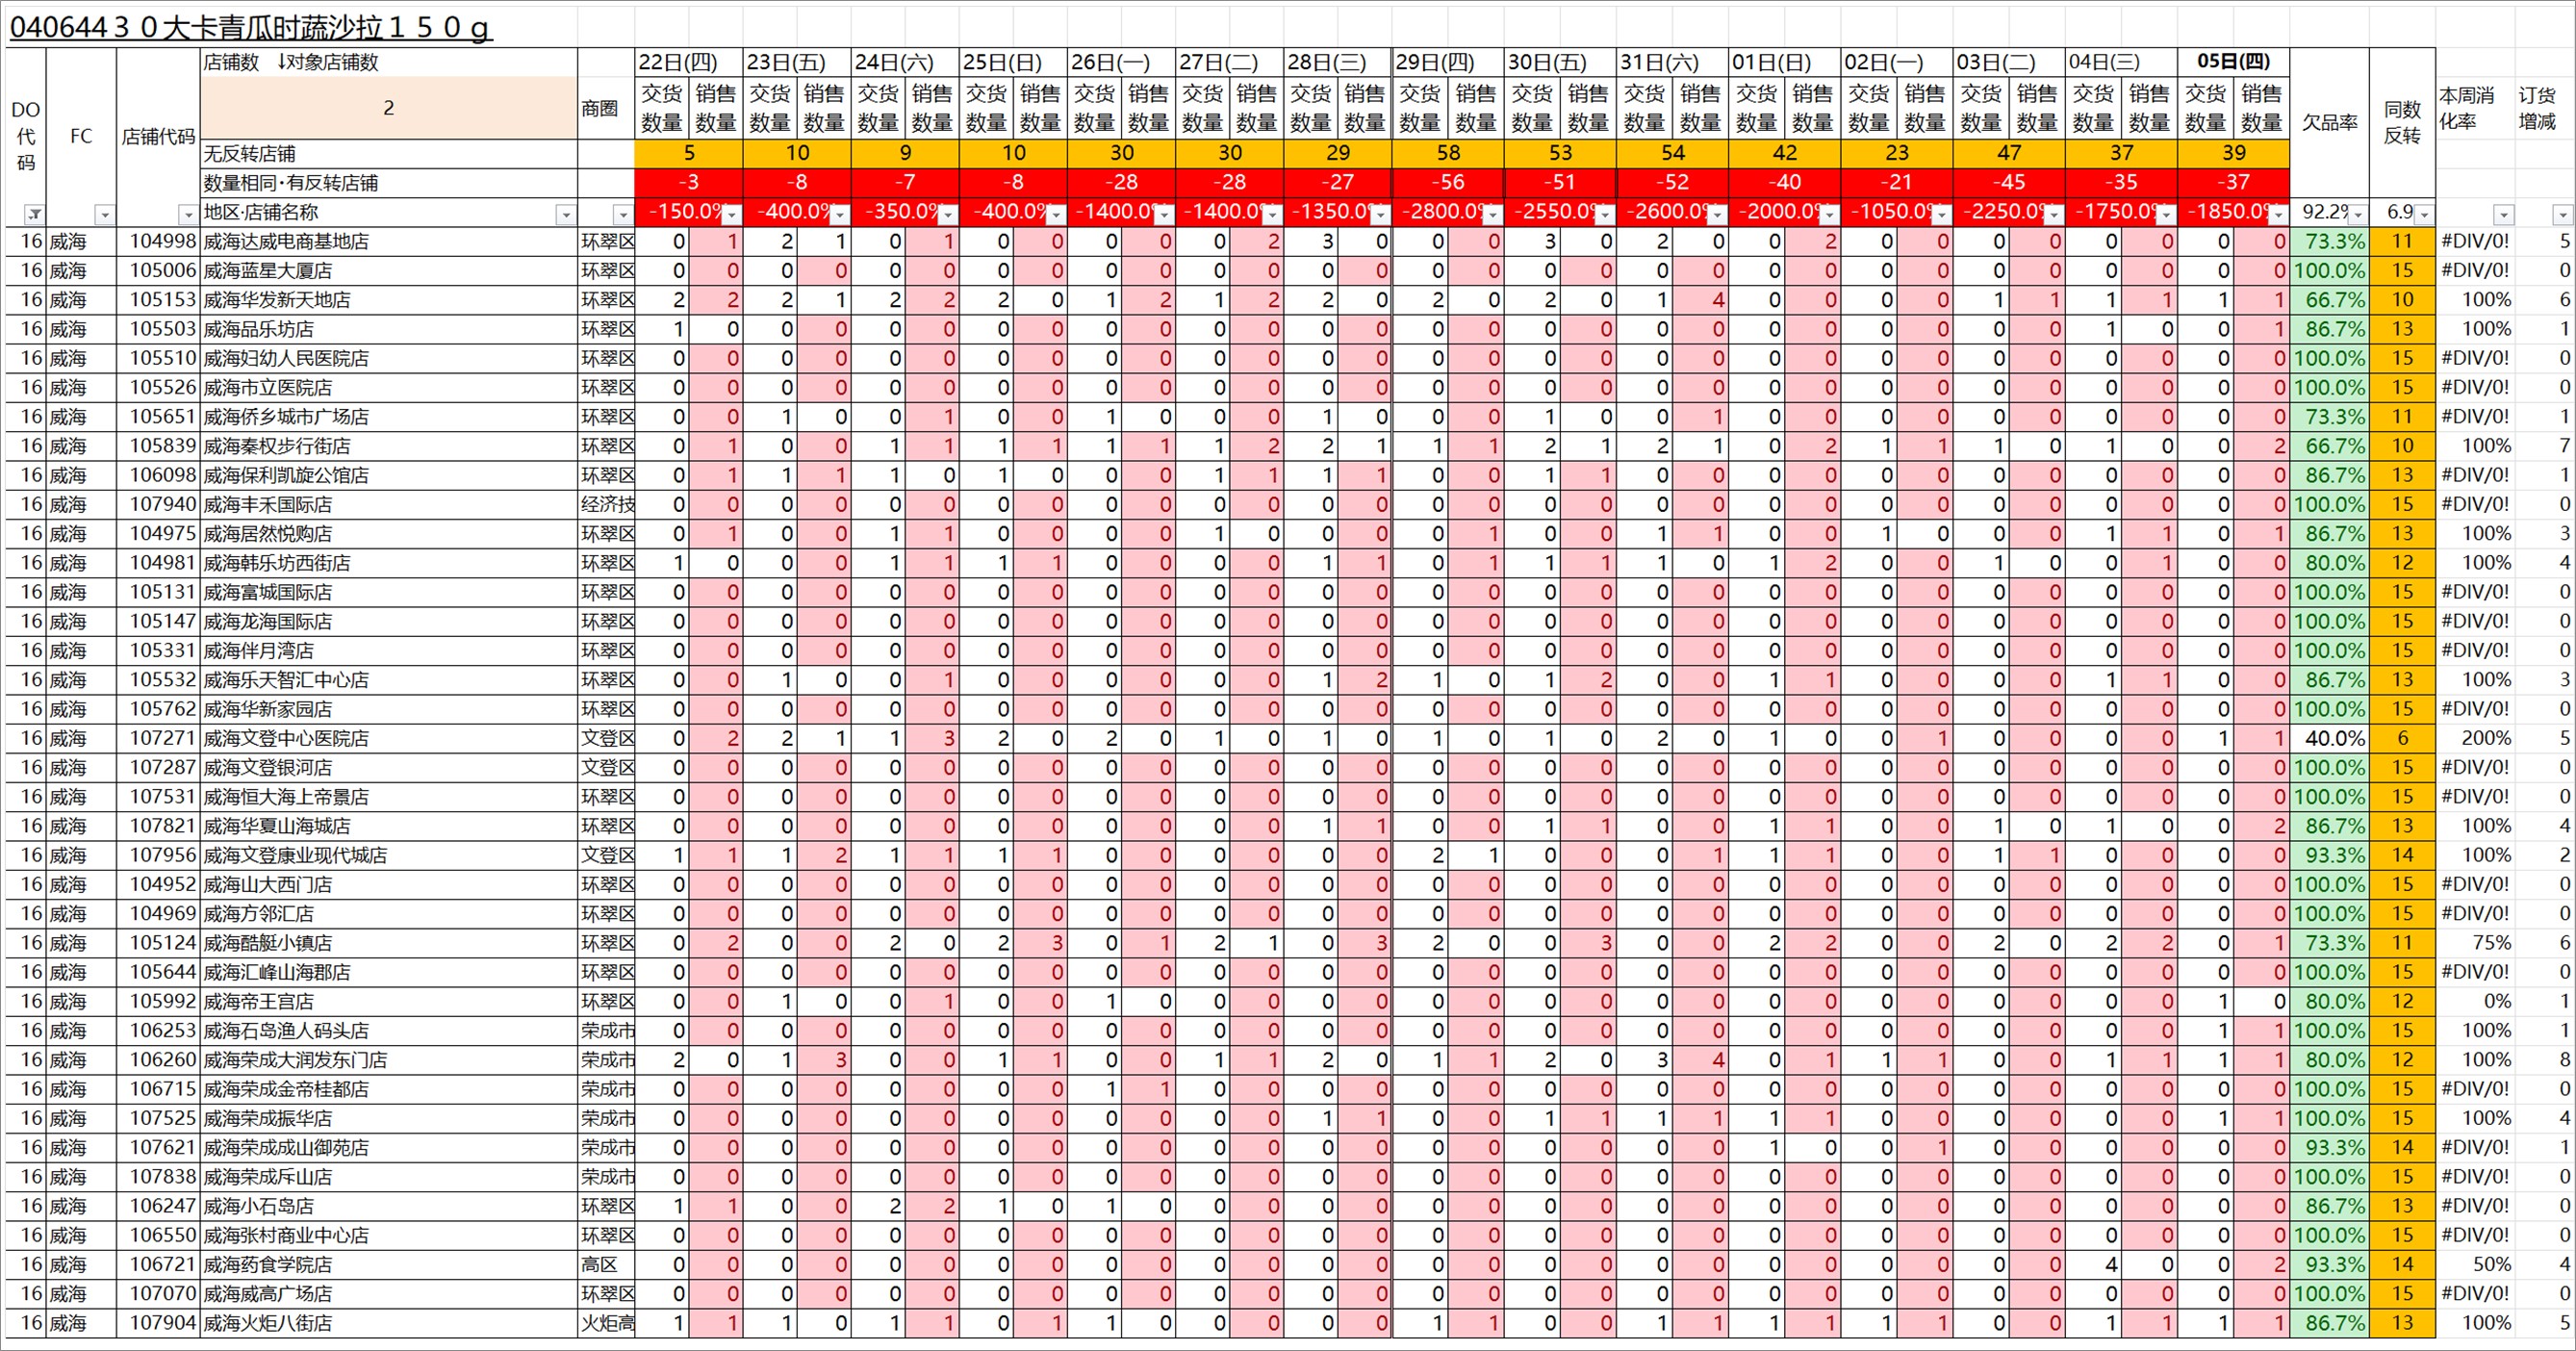 0406443０大卡青瓜时蔬沙拉１５０g
DO代码 FC 店铺代码 店铺数 ↓对象店铺数 商圈 22日(四) 23日(五) 24日(六) 25日(日) 26日(一) 27日(二) 28日(三) 29日(四) 30日(五) 31日(六) 01日(日) 02日(一) 03日(二) 04日(三) 05日(四) 欠品率 同数反转 本周消化率 订货增减
2 交货数量 销售数量 交货数量 销售数量 交货数量 销售数量 交货数量 销售数量 交货数量 销售数量 交货数量 销售数量 交货数量 销售数量 交货数量 销售数量 交货数量 销售数量 交货数量 销售数量 交货数量 销售数量 交货数量 销售数量 交货数量 销售数量 交货数量 销售数量 交货数量 销售数量
无反转店铺 5 10 9 10 30 30 29 58 53 54 42 23 47 37 39
数量相同·有反转店铺 -3 -8 -7 -8 -28 -28 -27 -56 -51 -52 -40 -21 -45 -35 -37
地区·店铺名称 -150.0% -400.0% -350.0% -400.0% -1400.0% -1400.0% -1350.0% -2800.0% -2550.0% -2600.0% -2000.0% -1050.0% -2250.0% -1750.0% -1850.0% 92.2% 6.9
16 威海 104998 威海达威电商基地店 环翠区 0 1 2 1 0 1 0 0 0 0 0 2 3 0 0 0 3 0 2 0 0 2 0 0 0 0 0 0 0 0 73.3% 11 #DIV/0! 5
16 威海 105006 威海蓝星大厦店 环翠区 0 0 0 0 0 0 0 0 0 0 0 0 0 0 0 0 0 0 0 0 0 0 0 0 0 0 0 0 0 0 100.0% 15 #DIV/0! 0
16 威海 105153 威海华发新天地店 环翠区 2 2 2 1 2 2 2 0 1 2 1 2 2 0 2 0 2 0 1 4 0 0 0 0 1 1 1 1 1 1 66.7% 10 100% 6
16 威海 105503 威海品乐坊店 环翠区 1 0 0 0 0 0 0 0 0 0 0 0 0 0 0 0 0 0 0 0 0 0 0 0 0 0 1 0 0 1 86.7% 13 100% 1
16 威海 105510 威海妇幼人民医院店 环翠区 0 0 0 0 0 0 0 0 0 0 0 0 0 0 0 0 0 0 0 0 0 0 0 0 0 0 0 0 0 0 100.0% 15 #DIV/0! 0
16 威海 105526 威海市立医院店 环翠区 0 0 0 0 0 0 0 0 0 0 0 0 0 0 0 0 0 0 0 0 0 0 0 0 0 0 0 0 0 0 100.0% 15 #DIV/0! 0
16 威海 105651 威海侨乡城市广场店 环翠区 0 0 1 0 0 1 0 0 1 0 0 0 1 0 0 0 1 0 0 1 0 0 0 0 0 0 0 0 0 0 73.3% 11 #DIV/0! 1
16 威海 105839 威海秦权步行街店 环翠区 0 1 0 0 1 1 1 1 1 1 1 2 2 1 1 1 2 1 2 1 0 2 1 1 1 0 1 0 0 2 66.7% 10 100% 7
16 威海 106098 威海保利凯旋公馆店 环翠区 0 1 1 1 1 0 1 0 0 0 1 1 1 1 0 0 1 1 0 0 0 0 0 0 0 0 0 0 0 0 86.7% 13 #DIV/0! 1
16 威海 107940 威海丰禾国际店 经济技 0 0 0 0 0 0 0 0 0 0 0 0 0 0 0 0 0 0 0 0 0 0 0 0 0 0 0 0 0 0 100.0% 15 #DIV/0! 0
16 威海 104975 威海居然悦购店 环翠区 0 1 0 0 1 1 0 0 0 0 1 0 0 0 0 1 0 0 1 1 0 0 1 0 0 0 1 1 0 1 86.7% 13 100% 3
16 威海 104981 威海韩乐坊西街店 环翠区 1 0 0 0 1 1 1 1 0 0 0 0 1 1 0 1 1 1 1 0 1 2 0 0 1 0 0 1 0 0 80.0% 12 100% 4
16 威海 105131 威海富城国际店 环翠区 0 0 0 0 0 0 0 0 0 0 0 0 0 0 0 0 0 0 0 0 0 0 0 0 0 0 0 0 0 0 100.0% 15 #DIV/0! 0
16 威海 105147 威海龙海国际店 环翠区 0 0 0 0 0 0 0 0 0 0 0 0 0 0 0 0 0 0 0 0 0 0 0 0 0 0 0 0 0 0 100.0% 15 #DIV/0! 0
16 威海 105331 威海伴月湾店 环翠区 0 0 0 0 0 0 0 0 0 0 0 0 0 0 0 0 0 0 0 0 0 0 0 0 0 0 0 0 0 0 100.0% 15 #DIV/0! 0
16 威海 105532 威海乐天智汇中心店 环翠区 0 0 1 0 0 1 0 0 0 0 0 0 1 2 1 0 1 2 0 0 1 1 0 0 0 0 1 1 0 0 86.7% 13 100% 3
16 威海 105762 威海华新家园店 环翠区 0 0 0 0 0 0 0 0 0 0 0 0 0 0 0 0 0 0 0 0 0 0 0 0 0 0 0 0 0 0 100.0% 15 #DIV/0! 0
16 威海 107271 威海文登中心医院店 文登区 0 2 2 1 1 3 2 0 2 0 1 0 1 0 1 0 1 0 2 0 1 0 0 1 0 0 0 0 1 1 40.0% 6 200% 5
16 威海 107287 威海文登银河店 文登区 0 0 0 0 0 0 0 0 0 0 0 0 0 0 0 0 0 0 0 0 0 0 0 0 0 0 0 0 0 0 100.0% 15 #DIV/0! 0
16 威海 107531 威海恒大海上帝景店 环翠区 0 0 0 0 0 0 0 0 0 0 0 0 0 0 0 0 0 0 0 0 0 0 0 0 0 0 0 0 0 0 100.0% 15 #DIV/0! 0
16 威海 107821 威海华夏山海城店 环翠区 0 0 0 0 0 0 0 0 0 0 0 0 1 1 0 0 1 1 0 0 1 1 0 0 1 0 1 0 0 2 86.7% 13 100% 4
16 威海 107956 威海文登康业现代城店 文登区 1 1 1 2 1 1 1 1 0 0 0 0 0 0 2 1 0 0 0 1 1 1 0 0 1 1 0 0 0 0 93.3% 14 100% 2
16 威海 104952 威海山大西门店 环翠区 0 0 0 0 0 0 0 0 0 0 0 0 0 0 0 0 0 0 0 0 0 0 0 0 0 0 0 0 0 0 100.0% 15 #DIV/0! 0
16 威海 104969 威海方邻汇店 环翠区 0 0 0 0 0 0 0 0 0 0 0 0 0 0 0 0 0 0 0 0 0 0 0 0 0 0 0 0 0 0 100.0% 15 #DIV/0! 0
16 威海 105124 威海酷艇小镇店 环翠区 0 2 0 0 2 0 2 3 0 1 2 1 0 3 2 0 0 3 0 0 2 2 0 0 2 0 2 2 0 1 73.3% 11 75% 6
16 威海 105644 威海汇峰山海郡店 环翠区 0 0 0 0 0 0 0 0 0 0 0 0 0 0 0 0 0 0 0 0 0 0 0 0 0 0 0 0 0 0 100.0% 15 #DIV/0! 0
16 威海 105992 威海帝王宫店 环翠区 0 0 1 0 0 1 0 0 1 0 0 0 0 0 0 0 0 0 0 0 0 0 0 0 0 0 0 0 1 0 80.0% 12 0% 1
16 威海 106253 威海石岛渔人码头店 荣成市 0 0 0 0 0 0 0 0 0 0 0 0 0 0 0 0 0 0 0 0 0 0 0 0 0 0 0 0 1 1 100.0% 15 100% 1
16 威海 106260 威海荣成大润发东门店 荣成市 2 0 1 3 0 0 1 1 0 0 1 1 2 0 1 1 2 0 3 4 0 1 1 1 0 0 1 1 1 1 80.0% 12 100% 8
16 威海 106715 威海荣成金帝桂都店 荣成市 0 0 0 0 0 0 0 0 1 1 0 0 0 0 0 0 0 0 0 0 0 0 0 0 0 0 0 0 0 0 100.0% 15 #DIV/0! 0
16 威海 107525 威海荣成振华店 荣成市 0 0 0 0 0 0 0 0 0 0 0 0 1 1 0 0 1 1 1 1 1 1 0 0 0 0 0 0 1 1 100.0% 15 100% 4
16 威海 107621 威海荣成成山御苑店 荣成市 0 0 0 0 0 0 0 0 0 0 0 0 0 0 0 0 0 0 0 0 1 0 0 1 0 0 0 0 0 0 93.3% 14 #DIV/0! 1
16 威海 107838 威海荣成斥山店 荣成市 0 0 0 0 0 0 0 0 0 0 0 0 0 0 0 0 0 0 0 0 0 0 0 0 0 0 0 0 0 0 100.0% 15 #DIV/0! 0
16 威海 106247 威海小石岛店 环翠区 1 1 0 0 2 2 1 0 1 0 0 0 0 0 0 0 0 0 0 0 0 0 0 0 0 0 0 0 0 0 86.7% 13 #DIV/0! 0
16 威海 106550 威海张村商业中心店 环翠区 0 0 0 0 0 0 0 0 0 0 0 0 0 0 0 0 0 0 0 0 0 0 0 0 0 0 0 0 0 0 100.0% 15 #DIV/0! 0
16 威海 106721 威海药食学院店 高区 0 0 0 0 0 0 0 0 0 0 0 0 0 0 0 0 0 0 0 0 0 0 0 0 0 0 4 0 0 2 93.3% 14 50% 4
16 威海 107070 威海威高广场店 环翠区 0 0 0 0 0 0 0 0 0 0 0 0 0 0 0 0 0 0 0 0 0 0 0 0 0 0 0 0 0 0 100.0% 15 #DIV/0! 0
16 威海 107904 威海火炬八街店 火炬高 1 1 1 0 1 1 0 1 1 0 0 0 0 0 1 1 0 0 1 1 1 1 1 1 0 0 1 1 1 1 86.7% 13 100% 5